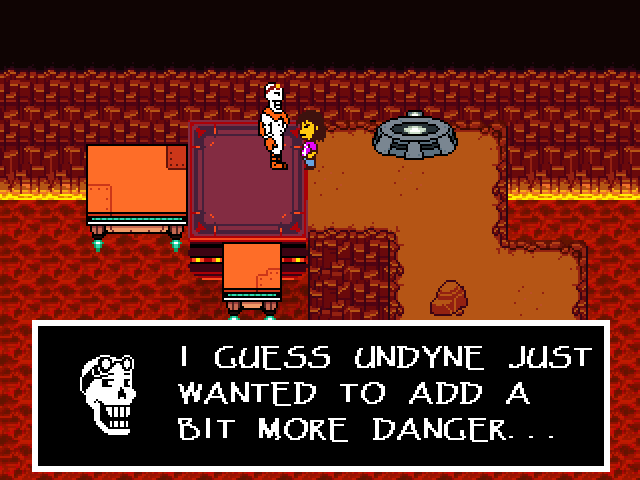 I GUESS UNDYNE JUST
WANTED TO ADD A
BIT MORE DANGER...